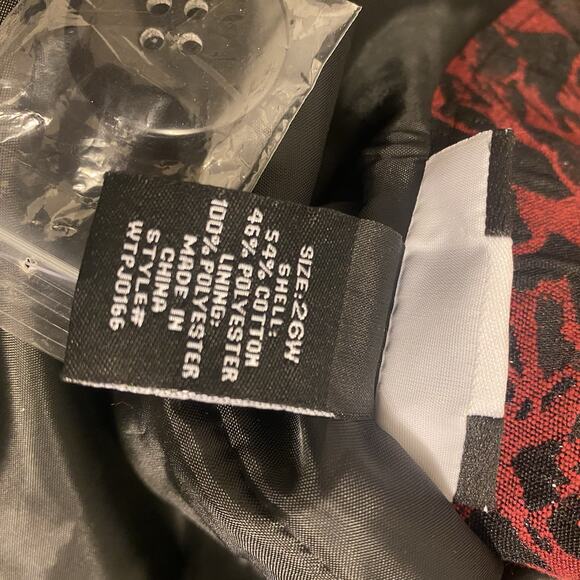 SIZE:26W
SHELL:
54% COTTON
46% POLYESTER
LINING:
100% POLYESTER
MADE IN
CHINA
STYLE#
WTPJ0166